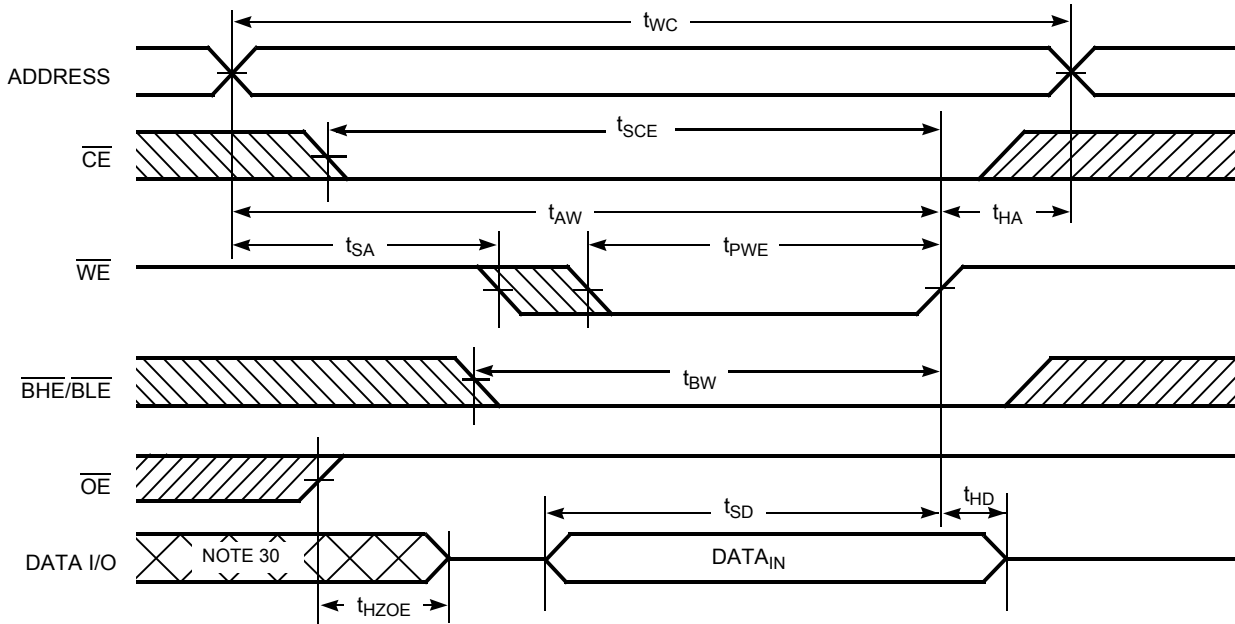 tWC
ADDRESS
tSCE
CE
tAW
tHA
tSA
tPWE
WE
tBW
BHE/BLE
OE
tSD
tHD
DATA I/O
NOTE 30
DATAIN
tHZOE